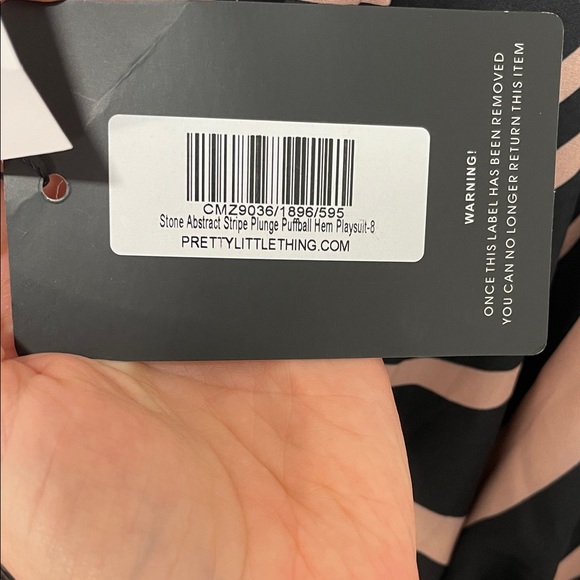 CMZ9036/1896/595
Stone Abstract Stripe Plunge Puffball Hem Playsuit-8
PRETTYLITTLETHING.COM
WARNING!
ONCE THIS LABEL HAS BEEN REMOVED
YOU CAN NO LONGER RETURN THIS ITEM